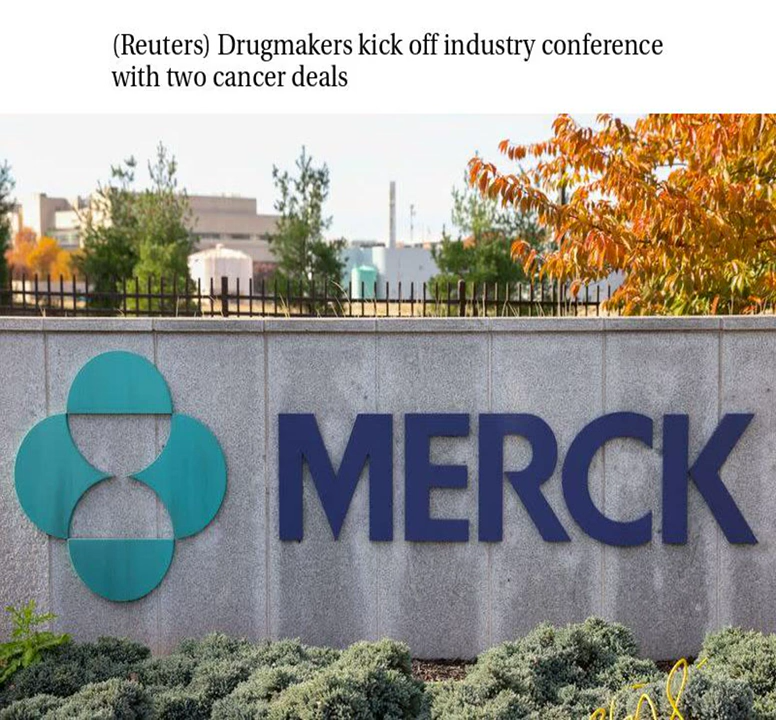 (Reuters) Drugmakers kick off industry conference
with two cancer deals
MERCK